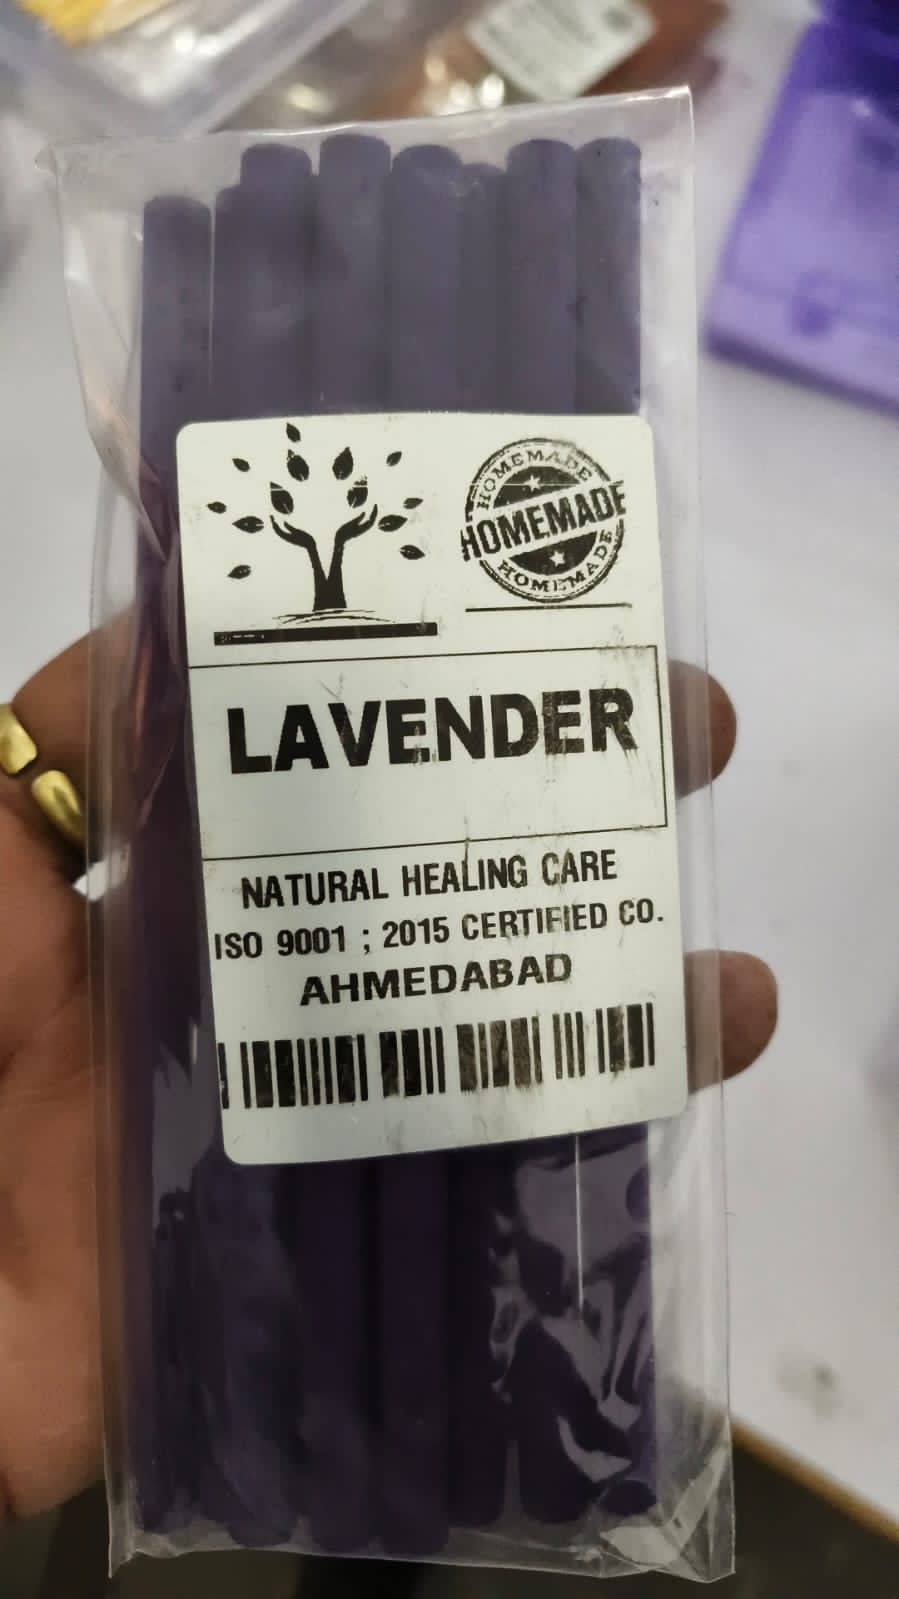 HOMEMADE
HOMEMADE
HOMEMADE
LAVENDER
NATURAL HEALING CARE
ISO 9001 ; 2015 CERTIFIED CO.
AHMEDABAD